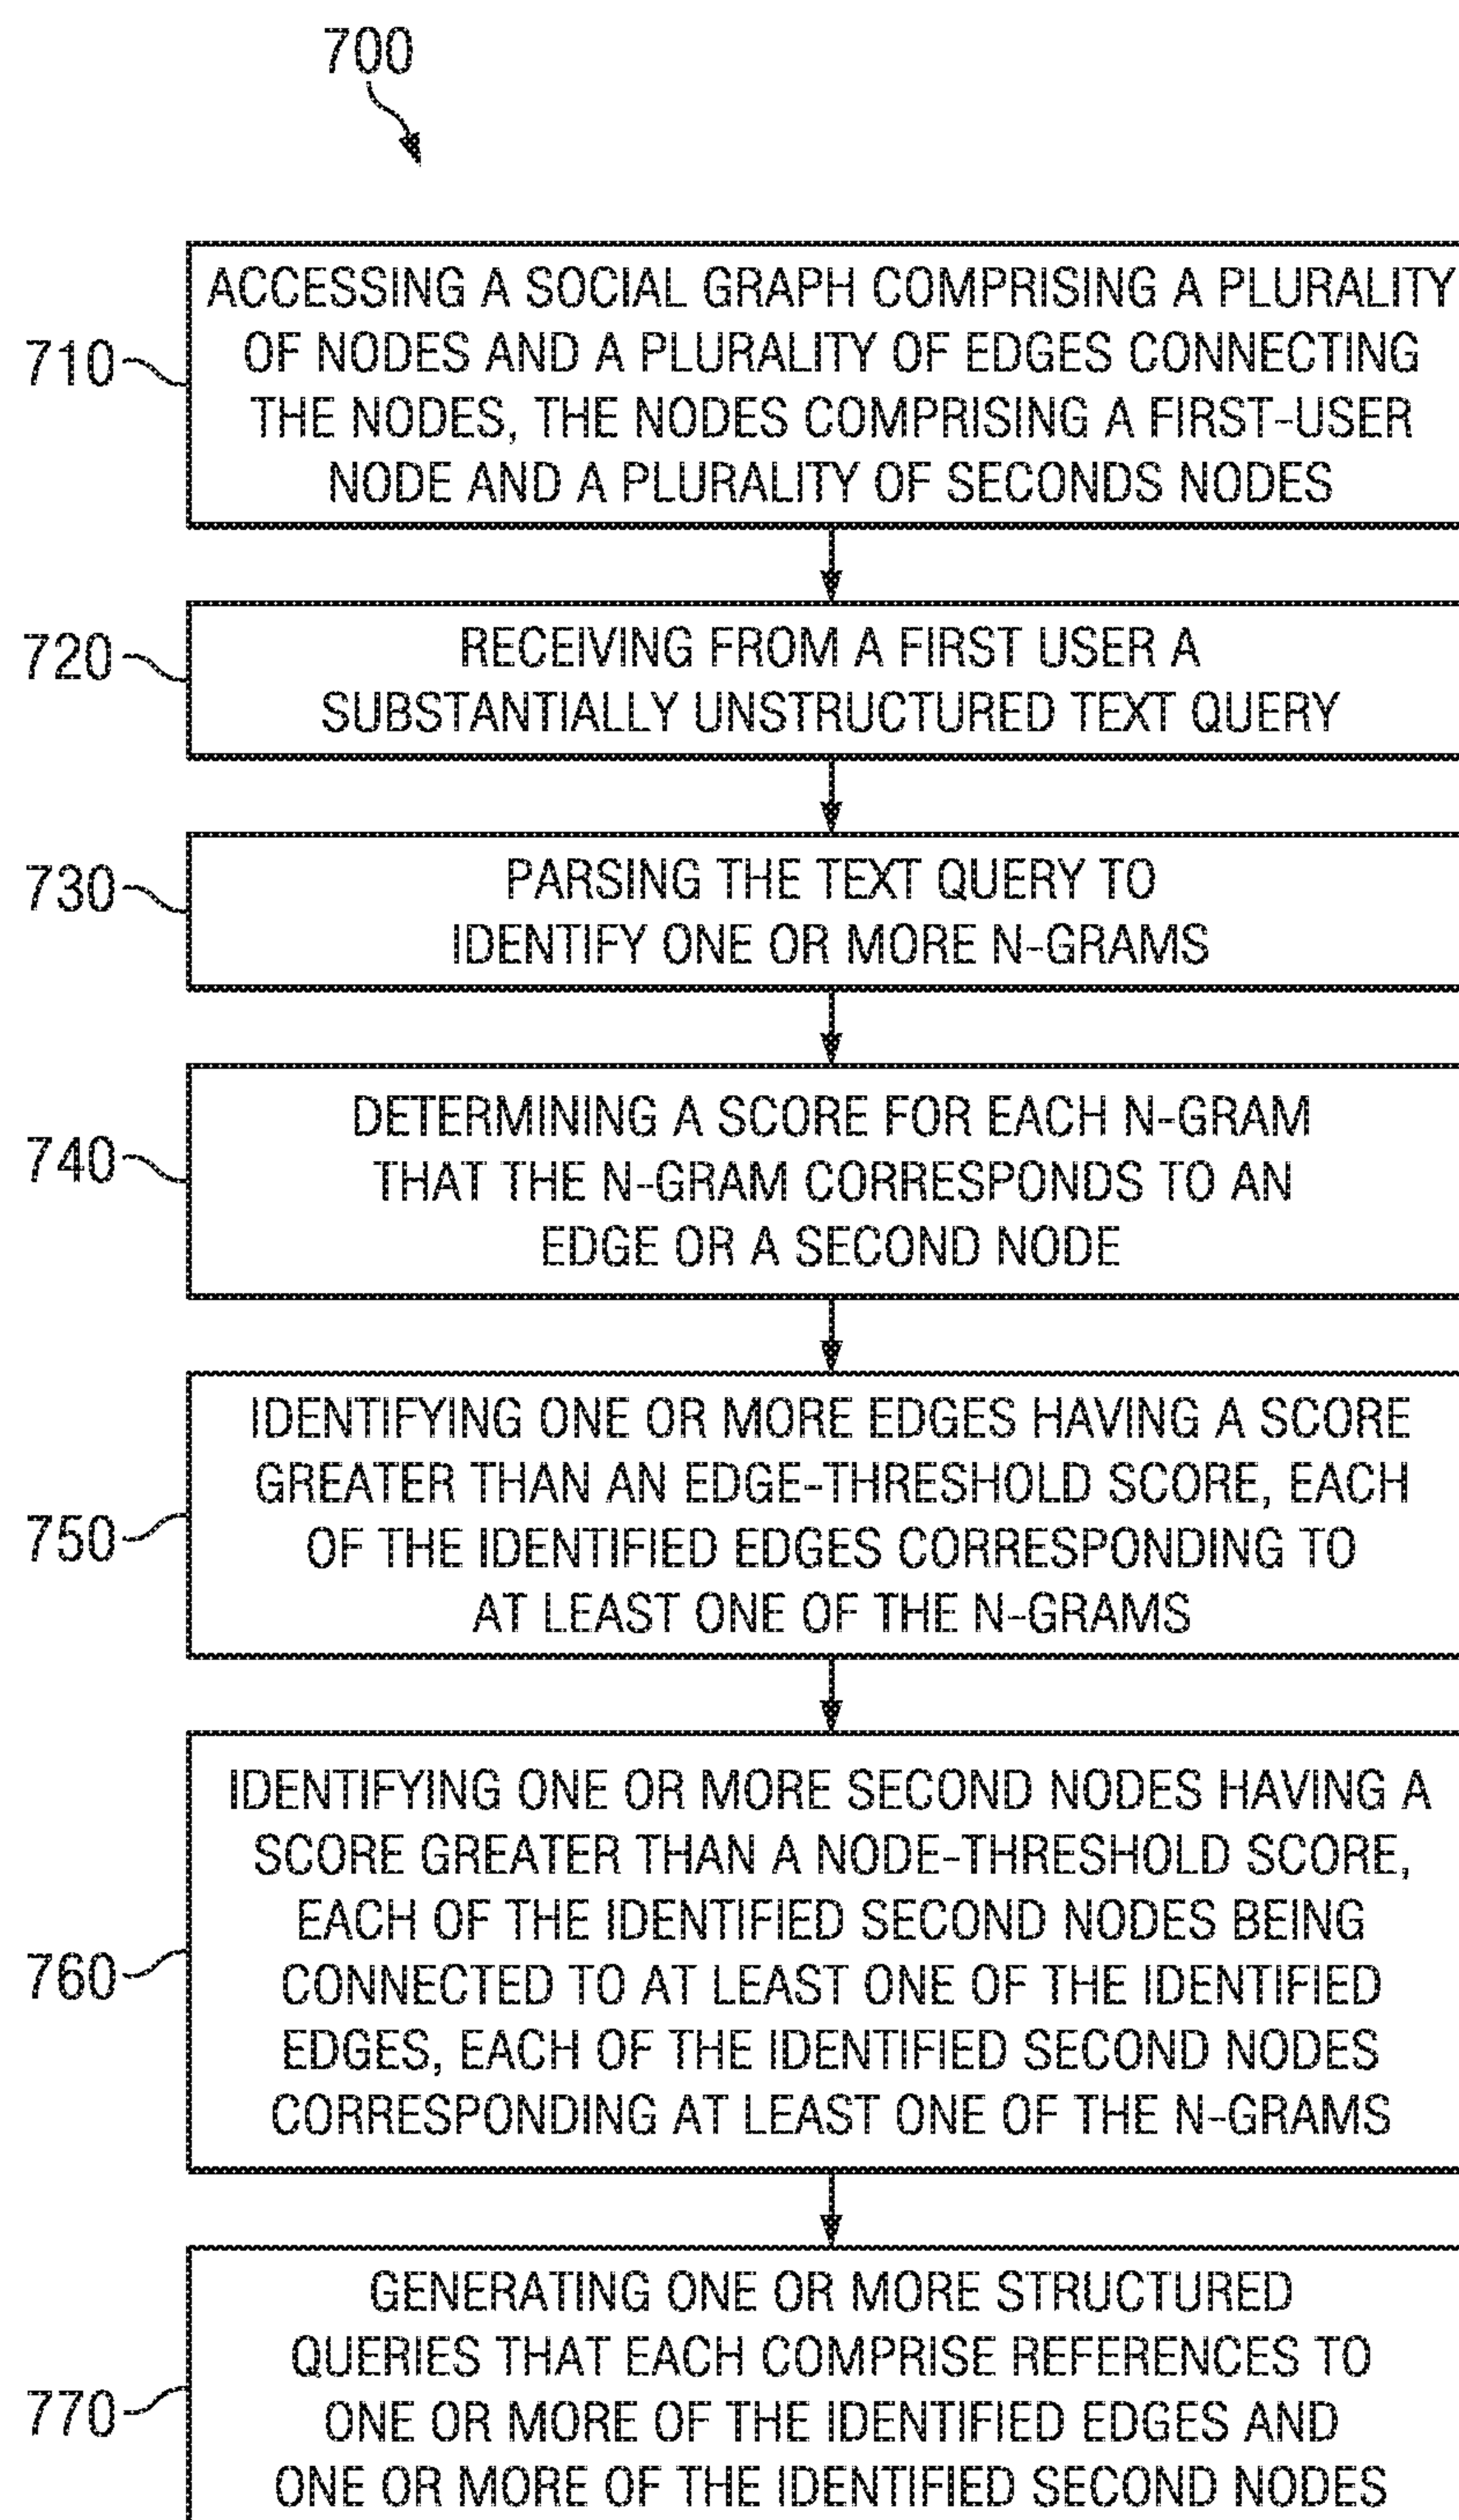 700
710
ACCESSING A SOCIAL GRAPH COMPRISING A PLURALITY
OF NODES AND A PLURALITY OF EDGES CONNECTING
THE NODES, THE NODES COMPRISING A FIRST-USER
NODE AND A PLURALITY OF SECONDS NODES
720
RECEIVING FROM A FIRST USER A
SUBSTANTIALLY UNSTRUCTURED TEXT QUERY
730
PARSING THE TEXT QUERY TO
IDENTIFY ONE OR MORE N-GRAMS
740
DETERMINING A SCORE FOR EACH N-GRAM
THAT THE N-GRAM CORRESPONDS TO AN
EDGE OR A SECOND NODE
750
IDENTIFYING ONE OR MORE EDGES HAVING A SCORE
GREATER THAN AN EDGE-THRESHOLD SCORE, EACH
OF THE IDENTIFIED EDGES CORRESPONDING TO
AT LEAST ONE OF THE N-GRAMS
760
IDENTIFYING ONE OR MORE SECOND NODES HAVING A
SCORE GREATER THAN A NODE-THRESHOLD SCORE,
EACH OF THE IDENTIFIED SECOND NODES BEING
CONNECTED TO AT LEAST ONE OF THE IDENTIFIED
EDGES, EACH OF THE IDENTIFIED SECOND NODES
CORRESPONDING AT LEAST ONE OF THE N-GRAMS
770
GENERATING ONE OR MORE STRUCTURED
QUERIES THAT EACH COMPRISE REFERENCES TO
ONE OR MORE OF THE IDENTIFIED EDGES AND
ONE OR MORE OF THE IDENTIFIED SECOND NODES